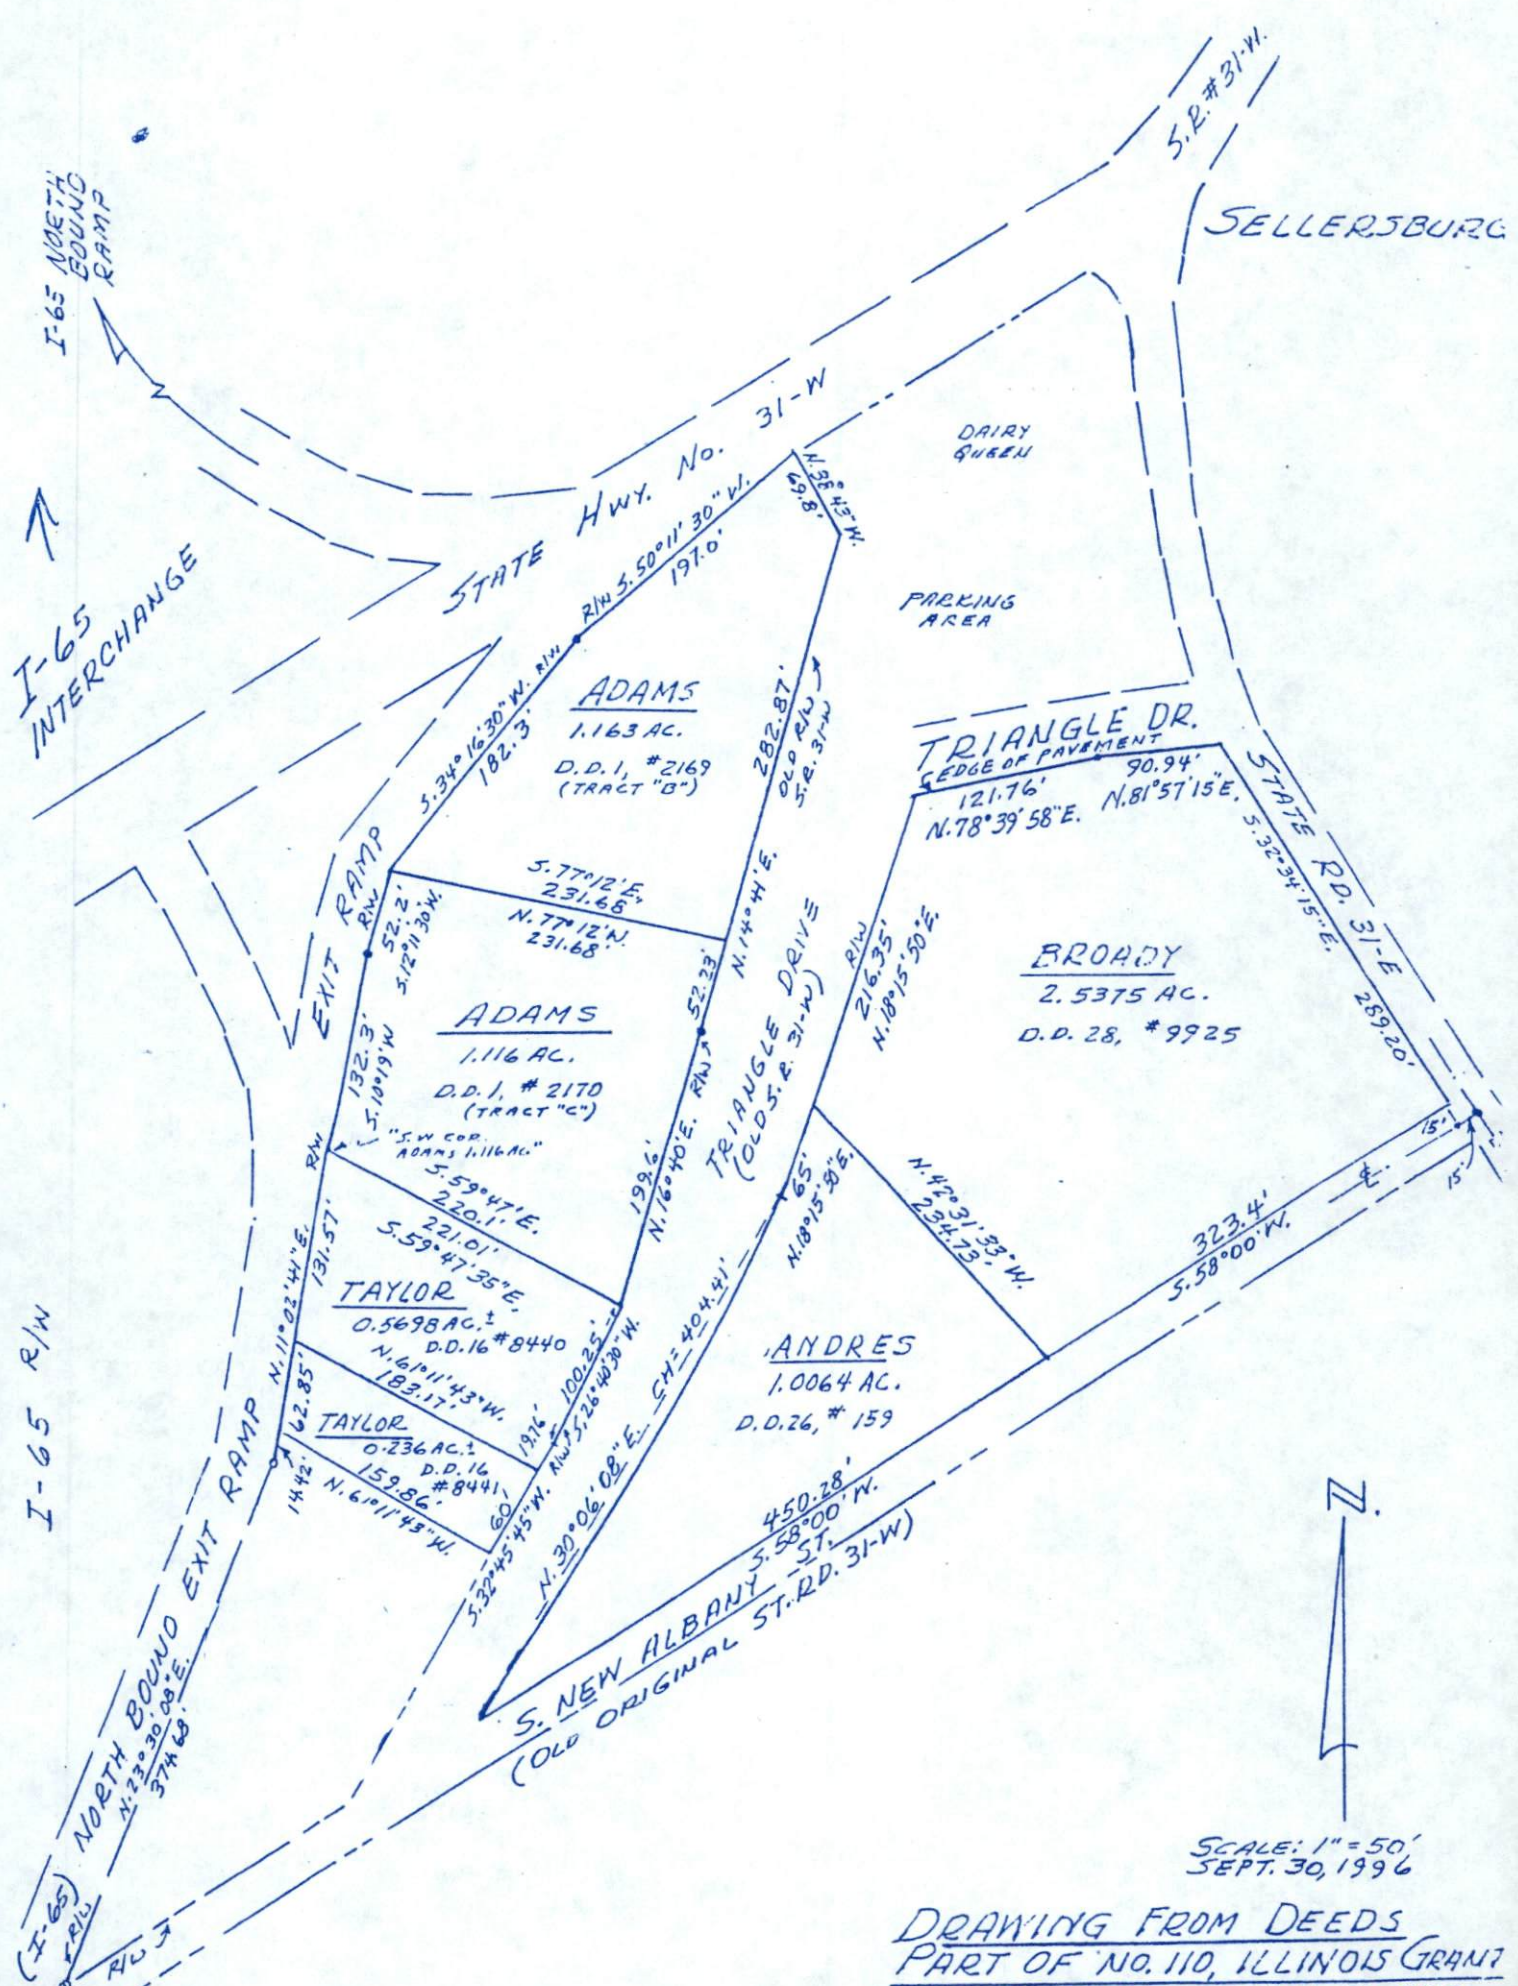 S.R. #31-W.
SELLERSBURG
I-65 NORTH
BOUND
RAMP
STATE HWY. No. 31-W
DAIRY
QUEEN
I-65
INTERCHANGE
PARKING
AREA
N.38°43'W.
69.8'
R/W S.50°11'30"W.
197.0'
S.34°16'30"W. R/W
182.3'
ADAMS
1.163 AC.
D.D.1, #2169
(TRACT "B")
282.87'
OLD R/W
S.R. 31-W
N.14°41'E.
TRIANGLE DR.
EDGE OF PAVEMENT
121.76'
N.78°39'58"E.
90.94'
N.81°57'15"E.
STATE RD. 31-E
S.32°34'15"E.
289.20'
EXIT RAMP
R/W
52.2'
S.12°11'30"W.
S.77°12'E.
231.68'
N.77°12'W.
231.68'
52.23'
TRIANGLE DRIVE
(OLD S.R. 31-W)
R/W
216.35'
N.18°15'50"E.
BROADY
2.5375 AC.
D.D. 28, #9925
ADAMS
1.116 AC.
D.D.1, #2170
(TRACT "C")
132.3'
S.10°19'W
"S.W COR.
ADAMS 1.116 AC."
R/W
199.6'
N.16°40'E. R/W
S.59°47'E.
220.1'
221.01'
S.59°47'35"E.
65'
N.18°15'50"E.
N.42°31'33"W.
234.73'
15'
15'
323.4'
S.58°00'W.
I-65 R/W
N.11°02'41"E.
131.57'
TAYLOR
0.5698 AC.±
D.D.16 #8440
N.61°11'43"W.
183.17'
100.25'
S.26°40'30"W.
R/W
19.76'
CH=404.41'
N.30°06'08"E.
ANDRES
1.0064 AC.
D.D.26, #159
62.85'
14.42'
TAYLOR
0.236 AC.±
D.D.16
#8441
159.86'
N.61°11'43"W.
60'
S.32°45'45"W.
450.28'
S.58°00'W.
S. NEW ALBANY ST.
(OLD ORIGINAL ST. RD. 31-W)
(I-65) NORTH BOUND EXIT RAMP
N.23°30'08"E.
374.68'
R/W
R/W
N.
SCALE: 1"=50'
SEPT. 30, 1996
DRAWING FROM DEEDS
PART OF NO. 110, ILLINOIS GRANT